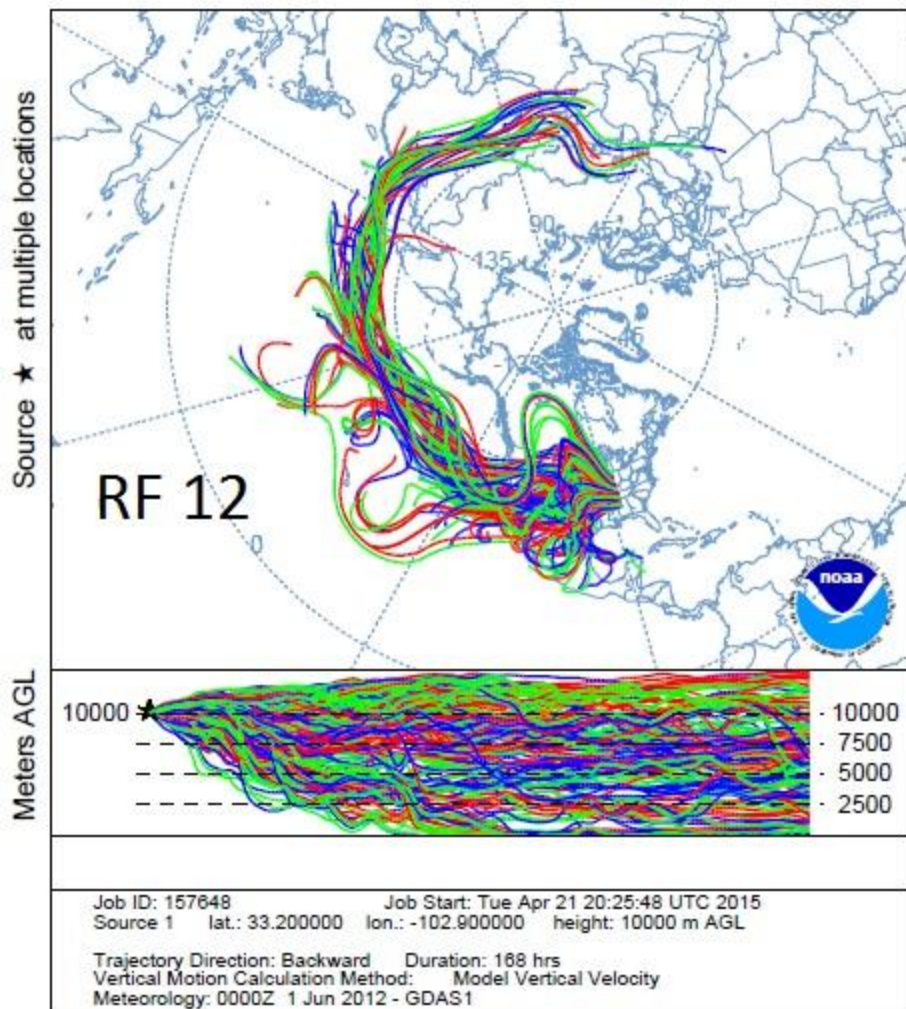 Source ★ at multiple locations
90
45
135
45
RF 12
0
noaa
Meters AGL
10000
10000
7500
5000
2500
Job ID: 157648 Job Start: Tue Apr 21 20:25:48 UTC 2015
Source 1 lat.: 33.200000 lon.: -102.900000 height: 10000 m AGL
Trajectory Direction: Backward Duration: 168 hrs
Vertical Motion Calculation Method: Model Vertical Velocity
Meteorology: 0000Z 1 Jun 2012 - GDAS1